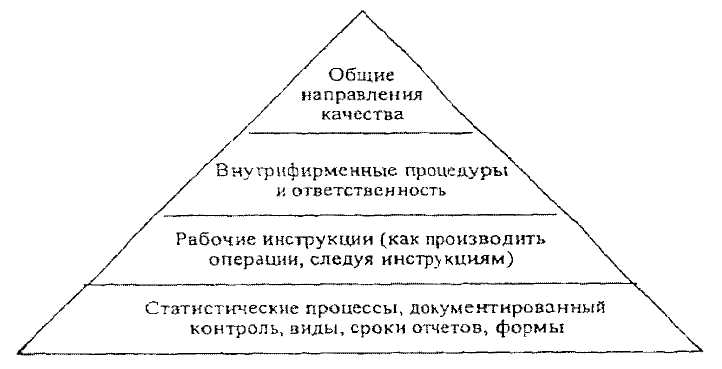 Общие
направления
качества
Внутрифирменные процедуры
и ответственность
Рабочие инструкции (как производить
операции, следуя инструкциям)
Статистические процессы, документированный
контроль, виды, сроки отчетов, формы